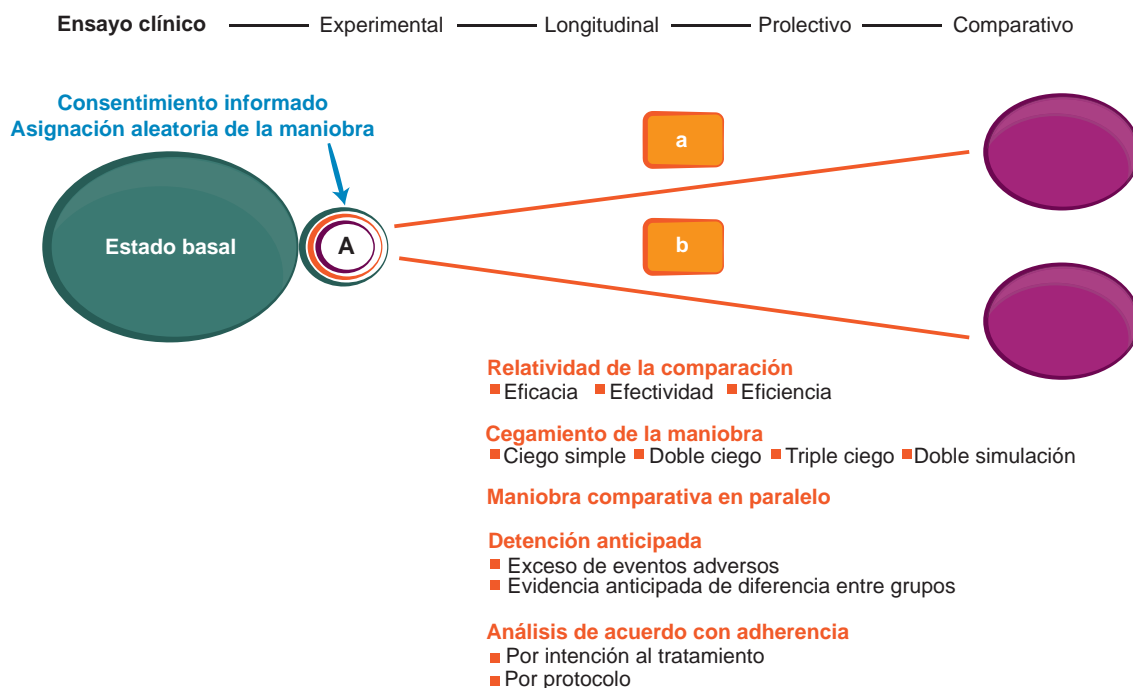 Ensayo clínico Experimental Longitudinal Prolectivo Comparativo
Consentimiento informado
Asignación aleatoria de la maniobra
a
Estado basal
A
b
Relatividad de la comparación
Eficacia Efectividad Eficiencia
Cegamiento de la maniobra
Ciego simple Doble ciego Triple ciego Doble simulación
Maniobra comparativa en paralelo
Detención anticipada
Exceso de eventos adversos
Evidencia anticipada de diferencia entre grupos
Análisis de acuerdo con adherencia
Por intención al tratamiento
Por protocolo